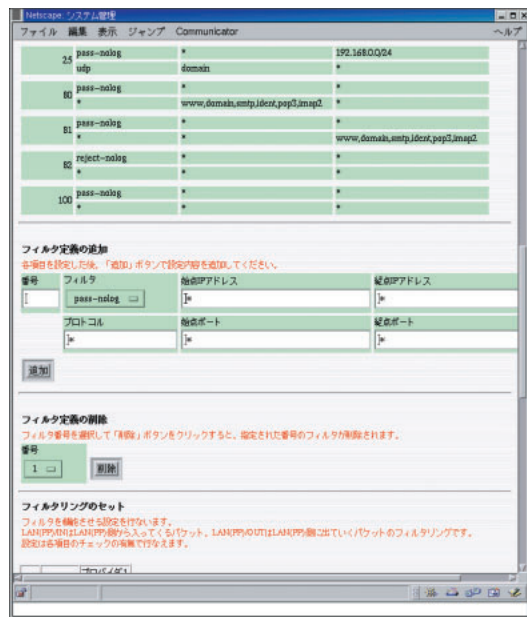 Netscape: システム管理
ファイル 編集 表示 ジャンプ Communicator ヘルプ
25 pass-nolog * 192.168.0.0/24
udp domain *
80 pass-nolog * *
* www,domain,smtp,ident,pop3,imap2 *
81 pass-nolog * *
* * www,domain,smtp,ident,pop3,imap2
82 reject-nolog * *
* * *
100 pass-nolog * *
* * *
フィルタ定義の追加
各項目を設定した後、「追加」ボタンで設定内容を追加してください。
番号 フィルタ 始点IPアドレス 終点IPアドレス
pass-nolog * *
プロトコル 始点ポート 終点ポート
* * *
追加
フィルタ定義の削除
フィルタ番号を選択して「削除」ボタンをクリックすると、指定された番号のフィルタが削除されます。
番号
1 削除
フィルタリングのセット
フィルタを機能させる設定を行ないます。
LAN(PP)/INはLAN(PP)側から入ってくるパケット、LAN(PP)/OUTはLAN(PP)側に出ていくパケットのフィルタリングです。
設定は各項目のチェックの有無で行なえます。
プロバイダ1